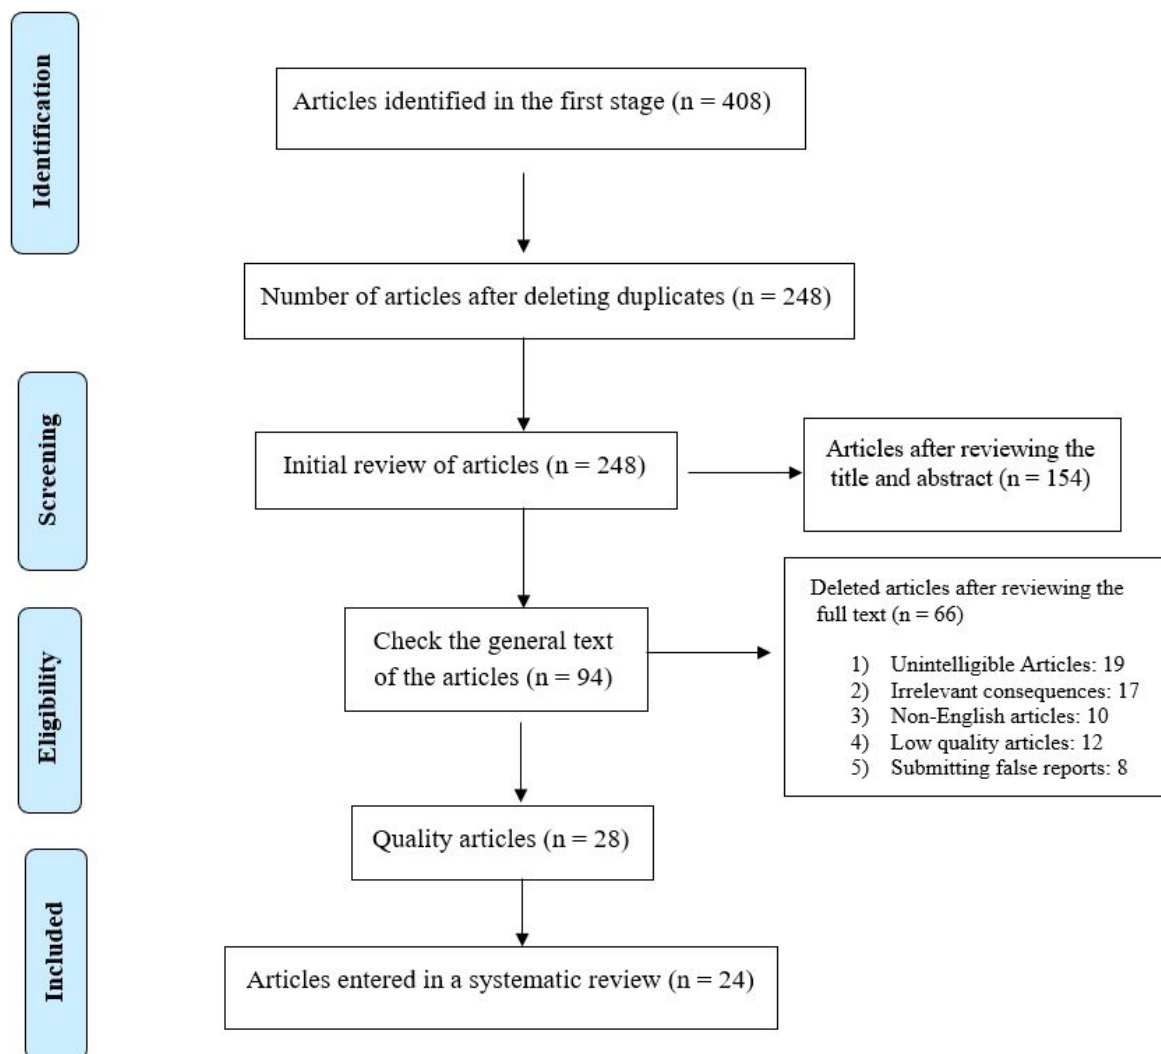 Identification
Articles identified in the first stage (n = 408)
Number of articles after deleting duplicates (n = 248)
Screening
Initial review of articles (n = 248)
Articles after reviewing the
title and abstract (n = 154)
Eligibility
Check the general text
of the articles (n = 94)
Deleted articles after reviewing the
full text (n = 66)
1) Unintelligible Articles: 19
2) Irrelevant consequences: 17
3) Non-English articles: 10
4) Low quality articles: 12
5) Submitting false reports: 8
Quality articles (n = 28)
Included
Articles entered in a systematic review (n = 24)